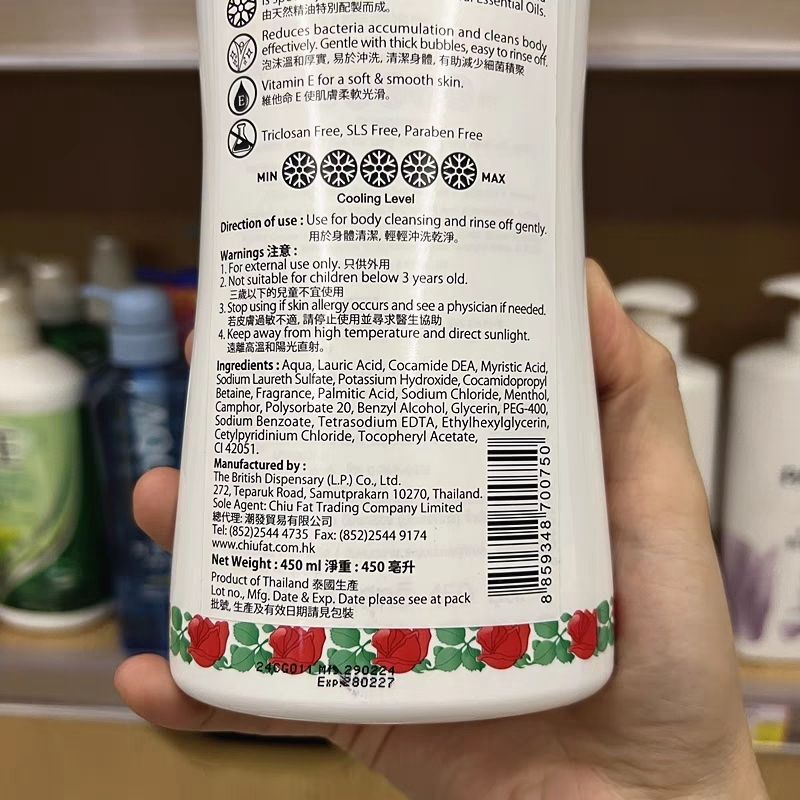 Essential Oils.
由天然精油特別配製而成。
Reduces bacteria accumulation and cleans body
effectively. Gentle with thick bubbles, easy to rinse off.
泡沫溫和厚實, 易於沖洗, 清潔身體, 有助減少細菌積聚
E
Vitamin E for a soft & smooth skin.
維他命 E 使肌膚柔軟光滑。
Triclosan Free, SLS Free, Paraben Free
MIN MAX
Cooling Level
Direction of use : Use for body cleansing and rinse off gently.
用於身體清潔, 輕輕沖洗乾淨。
Warnings 注意 :
1. For external use only. 只供外用
2. Not suitable for children below 3 years old.
三歲以下的兒童不宜使用
3. Stop using if skin allergy occurs and see a physician if needed.
若皮膚過敏不適, 請停止使用並尋求醫生協助
4. Keep away from high temperature and direct sunlight.
遠離高溫和陽光直射。
Ingredients : Aqua, Lauric Acid, Cocamide DEA, Myristic Acid,
Sodium Laureth Sulfate, Potassium Hydroxide, Cocamidopropyl
Betaine, Fragrance, Palmitic Acid, Sodium Chloride, Menthol,
Camphor, Polysorbate 20, Benzyl Alcohol, Glycerin, PEG-400,
Sodium Benzoate, Tetrasodium EDTA, Ethylhexylglycerin,
Cetylpyridinium Chloride, Tocopheryl Acetate,
CI 42051.
Manufactured by :
The British Dispensary (L.P.) Co., Ltd.
272, Teparuk Road, Samutprakarn 10270, Thailand.
Sole Agent: Chiu Fat Trading Company Limited
總代理: 潮發貿易有限公司
Tel: (852)2544 4735 Fax: (852)2544 9174
www.chiufat.com.hk
Net Weight : 450 ml 淨重 : 450 毫升
Product of Thailand 泰國生產
Lot no., Mfg. Date & Exp. Date please see at pack
批號, 生產及有效日期請見包裝
8 859348 700750
24CG011 Mfg 290224
Exp. 280227